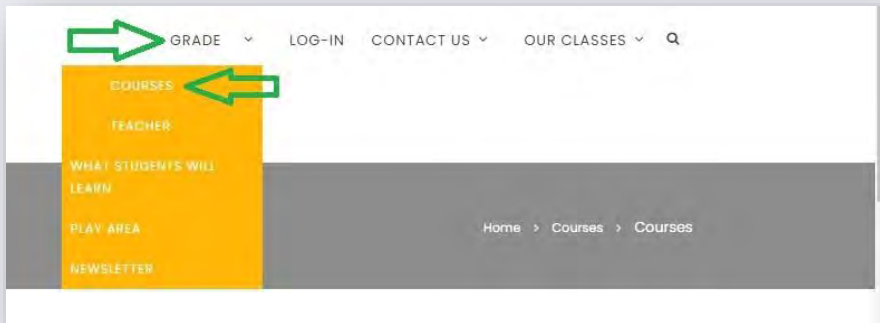 GRADE LOG-IN CONTACT US OUR CLASSES
COURSES
TEACHER
WHAT STUDENTS WILL
LEARN
PLAY AREA
Home > Courses > Courses
NEWSLETTER